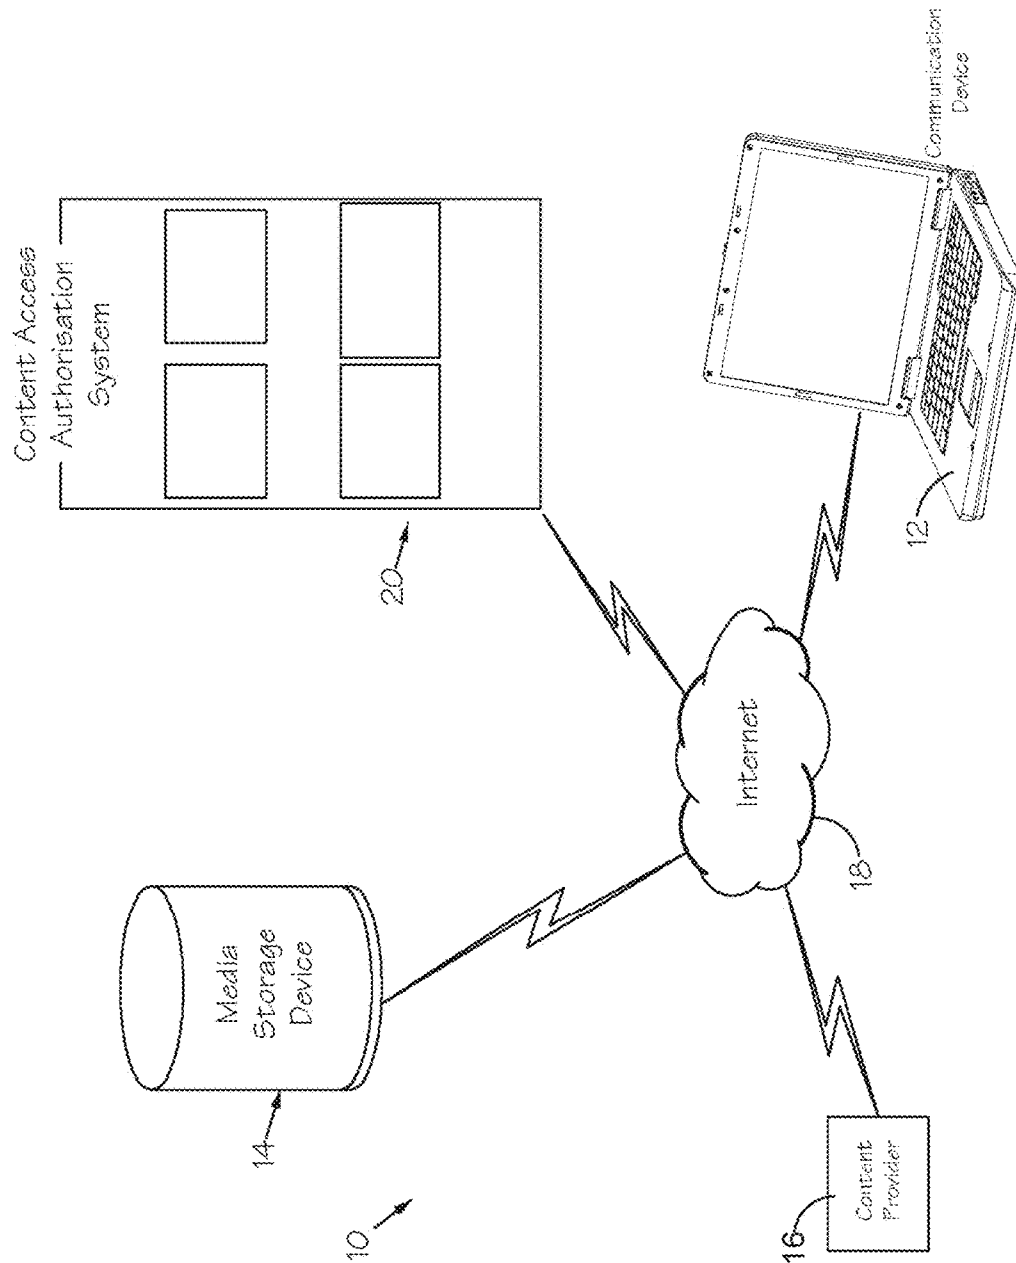 Content Access
Authorisation
System
20
Media
Storage
Device
14
10
Internet
18
Communication
Device
12
16
Content
Provider